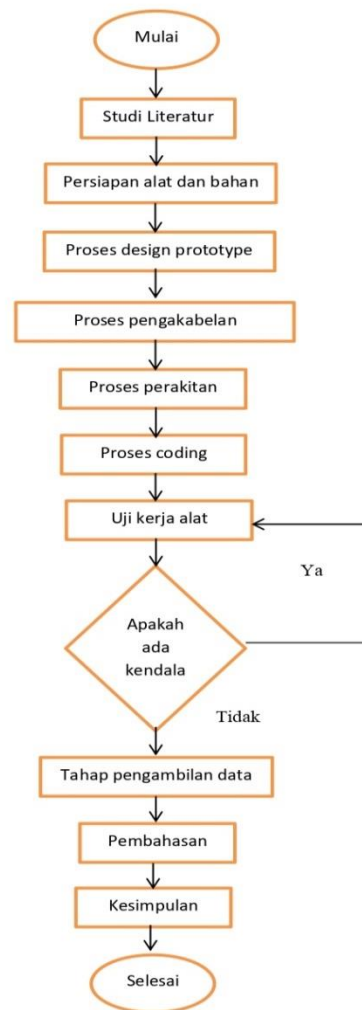 Mulai
Studi Literatur
Persiapan alat dan bahan
Proses design prototype
Proses pengakabelan
Proses perakitan
Proses coding
Uji kerja alat
Ya
Apakah
ada
kendala
Tidak
Tahap pengambilan data
Pembahasan
Kesimpulan
Selesai